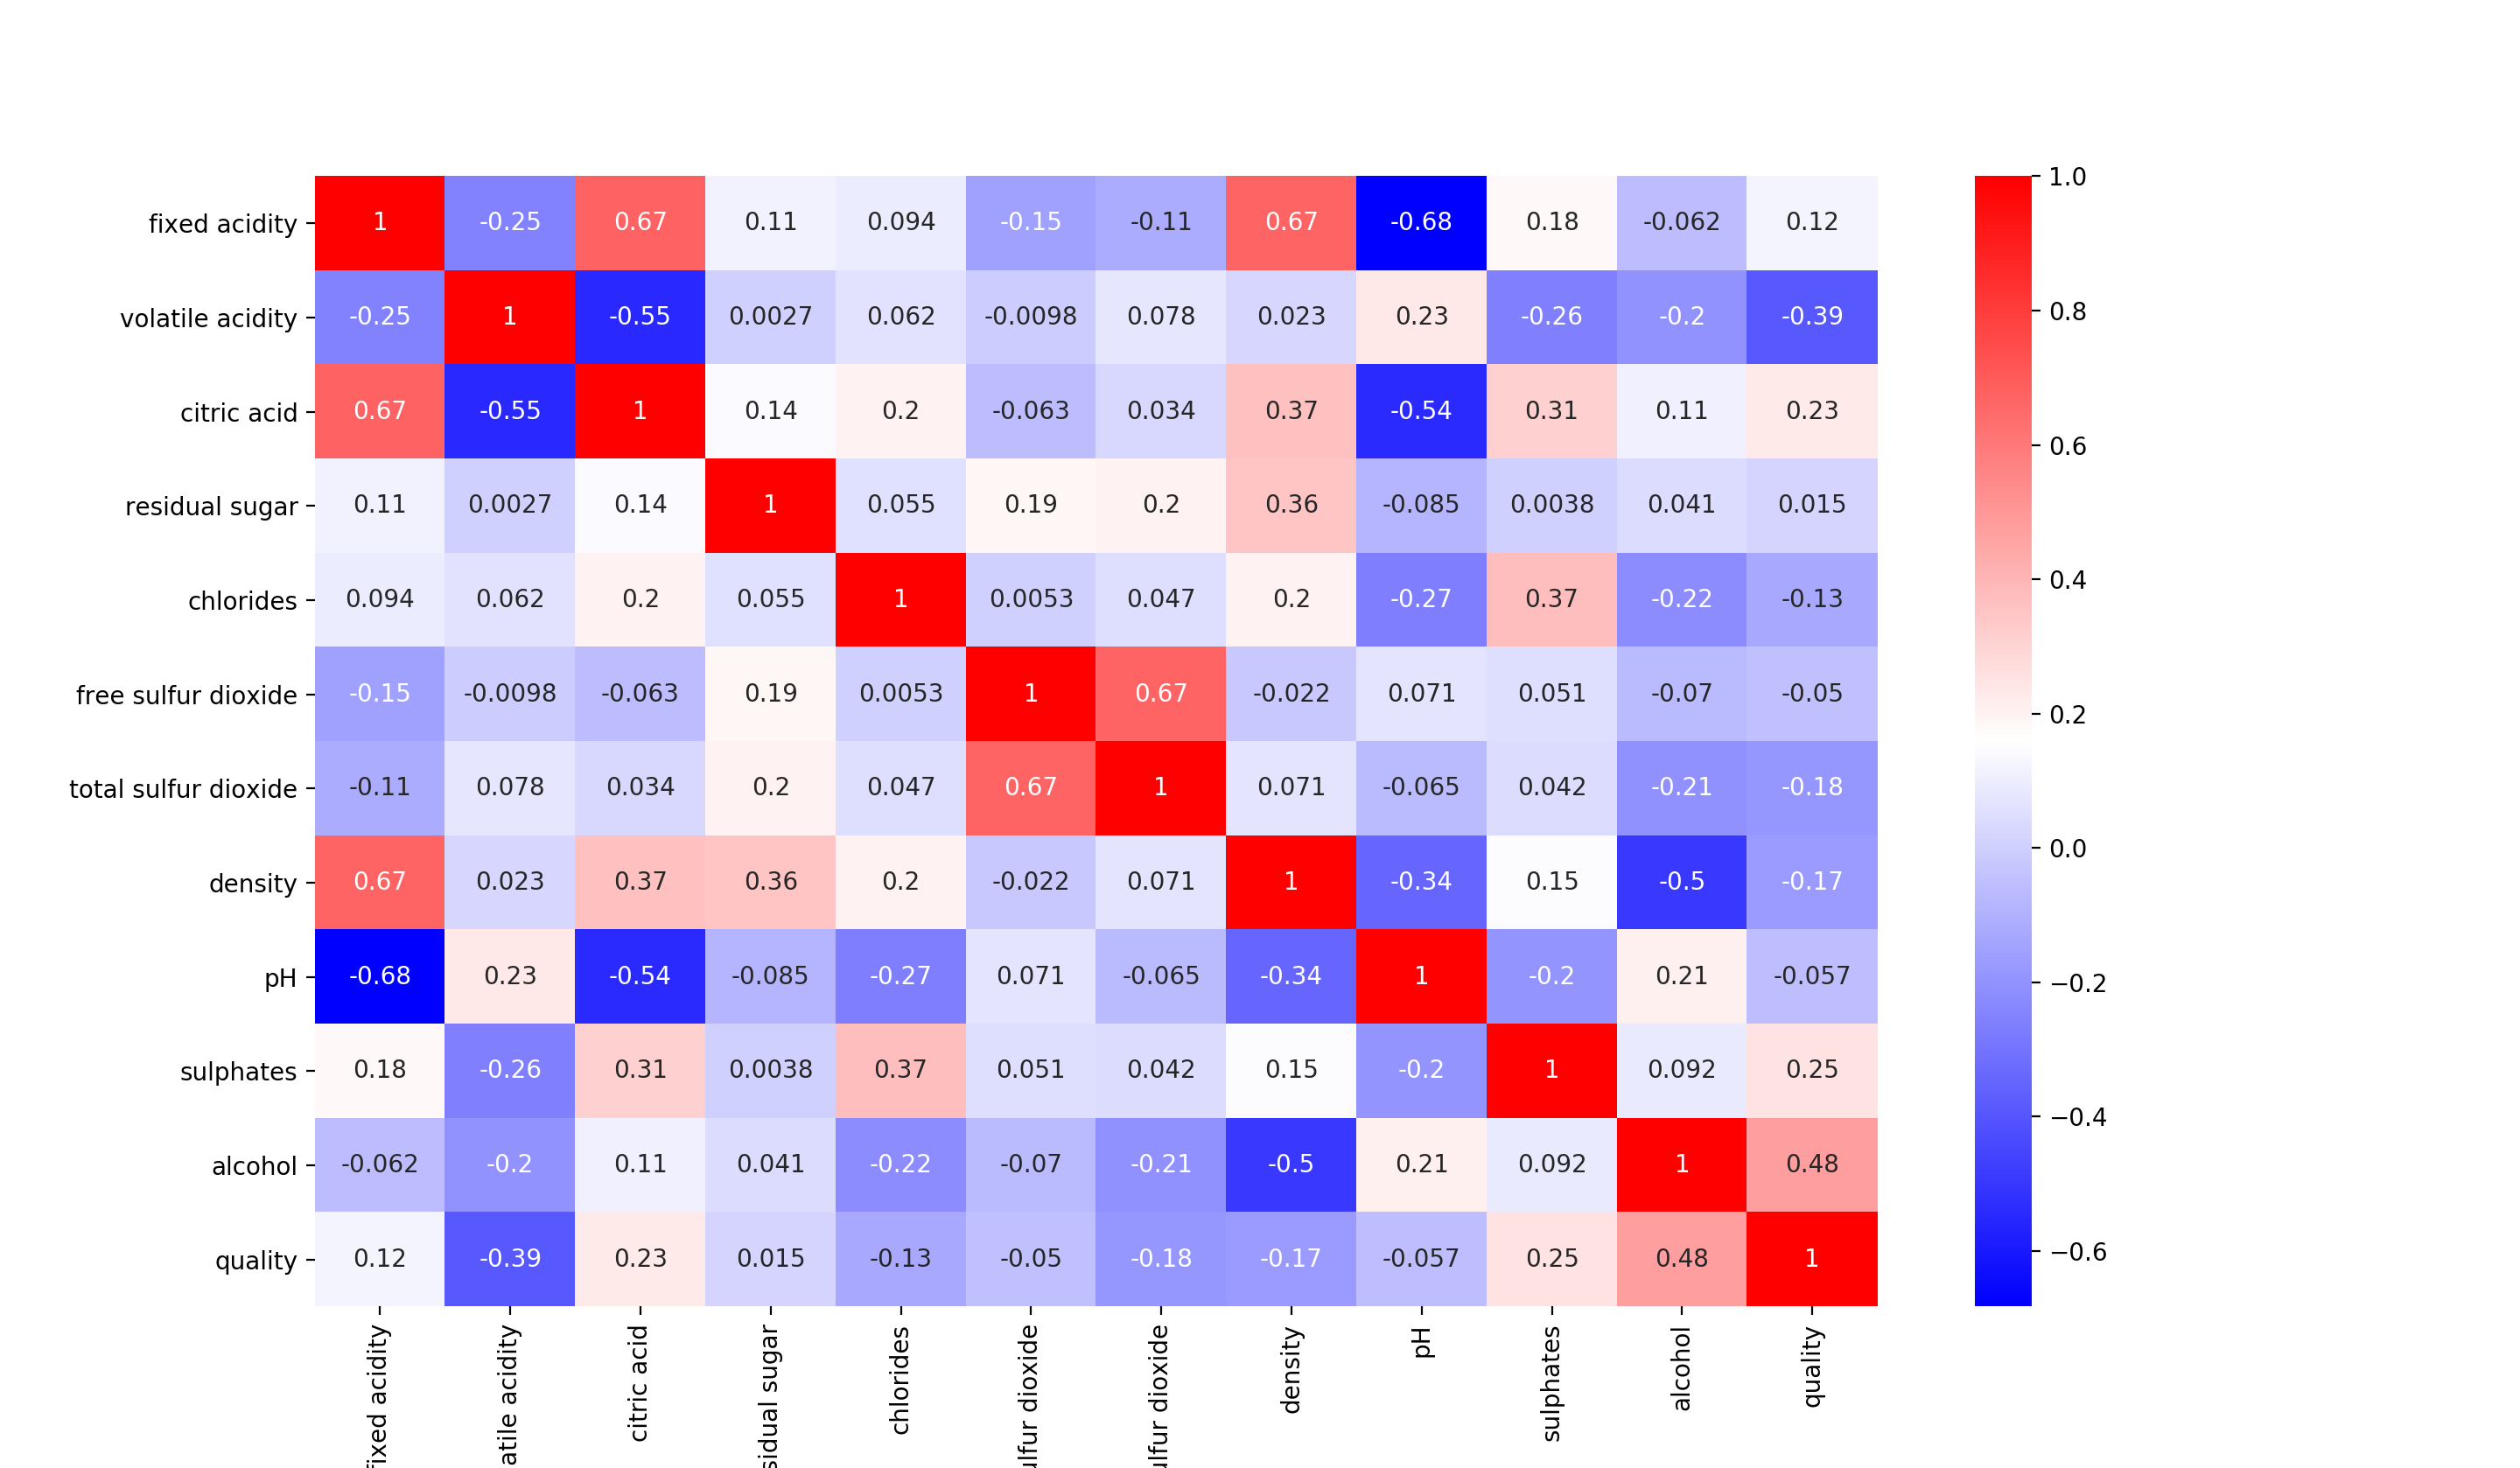 1.0
fixed acidity 1 -0.25 0.67 0.11 0.094 -0.15 -0.11 0.67 -0.68 0.18 -0.062 0.12
0.8
volatile acidity -0.25 1 -0.55 0.0027 0.062 -0.0098 0.078 0.023 0.23 -0.26 -0.2 -0.39
citric acid 0.67 -0.55 1 0.14 0.2 -0.063 0.034 0.37 -0.54 0.31 0.11 0.23
0.6
residual sugar 0.11 0.0027 0.14 1 0.055 0.19 0.2 0.36 -0.085 0.0038 0.041 0.015
0.4
chlorides 0.094 0.062 0.2 0.055 1 0.0053 0.047 0.2 -0.27 0.37 -0.22 -0.13
free sulfur dioxide -0.15 -0.0098 -0.063 0.19 0.0053 1 0.67 -0.022 0.071 0.051 -0.07 -0.05
0.2
total sulfur dioxide -0.11 0.078 0.034 0.2 0.047 0.67 1 0.071 -0.065 0.042 -0.21 -0.18
0.0
density 0.67 0.023 0.37 0.36 0.2 -0.022 0.071 1 -0.34 0.15 -0.5 -0.17
pH -0.68 0.23 -0.54 -0.085 -0.27 0.071 -0.065 -0.34 1 -0.2 0.21 -0.057
−0.2
sulphates 0.18 -0.26 0.31 0.0038 0.37 0.051 0.042 0.15 -0.2 1 0.092 0.25
−0.4
alcohol -0.062 -0.2 0.11 0.041 -0.22 -0.07 -0.21 -0.5 0.21 0.092 1 0.48
quality 0.12 -0.39 0.23 0.015 -0.13 -0.05 -0.18 -0.17 -0.057 0.25 0.48 1
−0.6
fixed acidity
atile acidity
citric acid
sidual sugar
chlorides
ulfur dioxide
ulfur dioxide
density
pH
sulphates
alcohol
quality